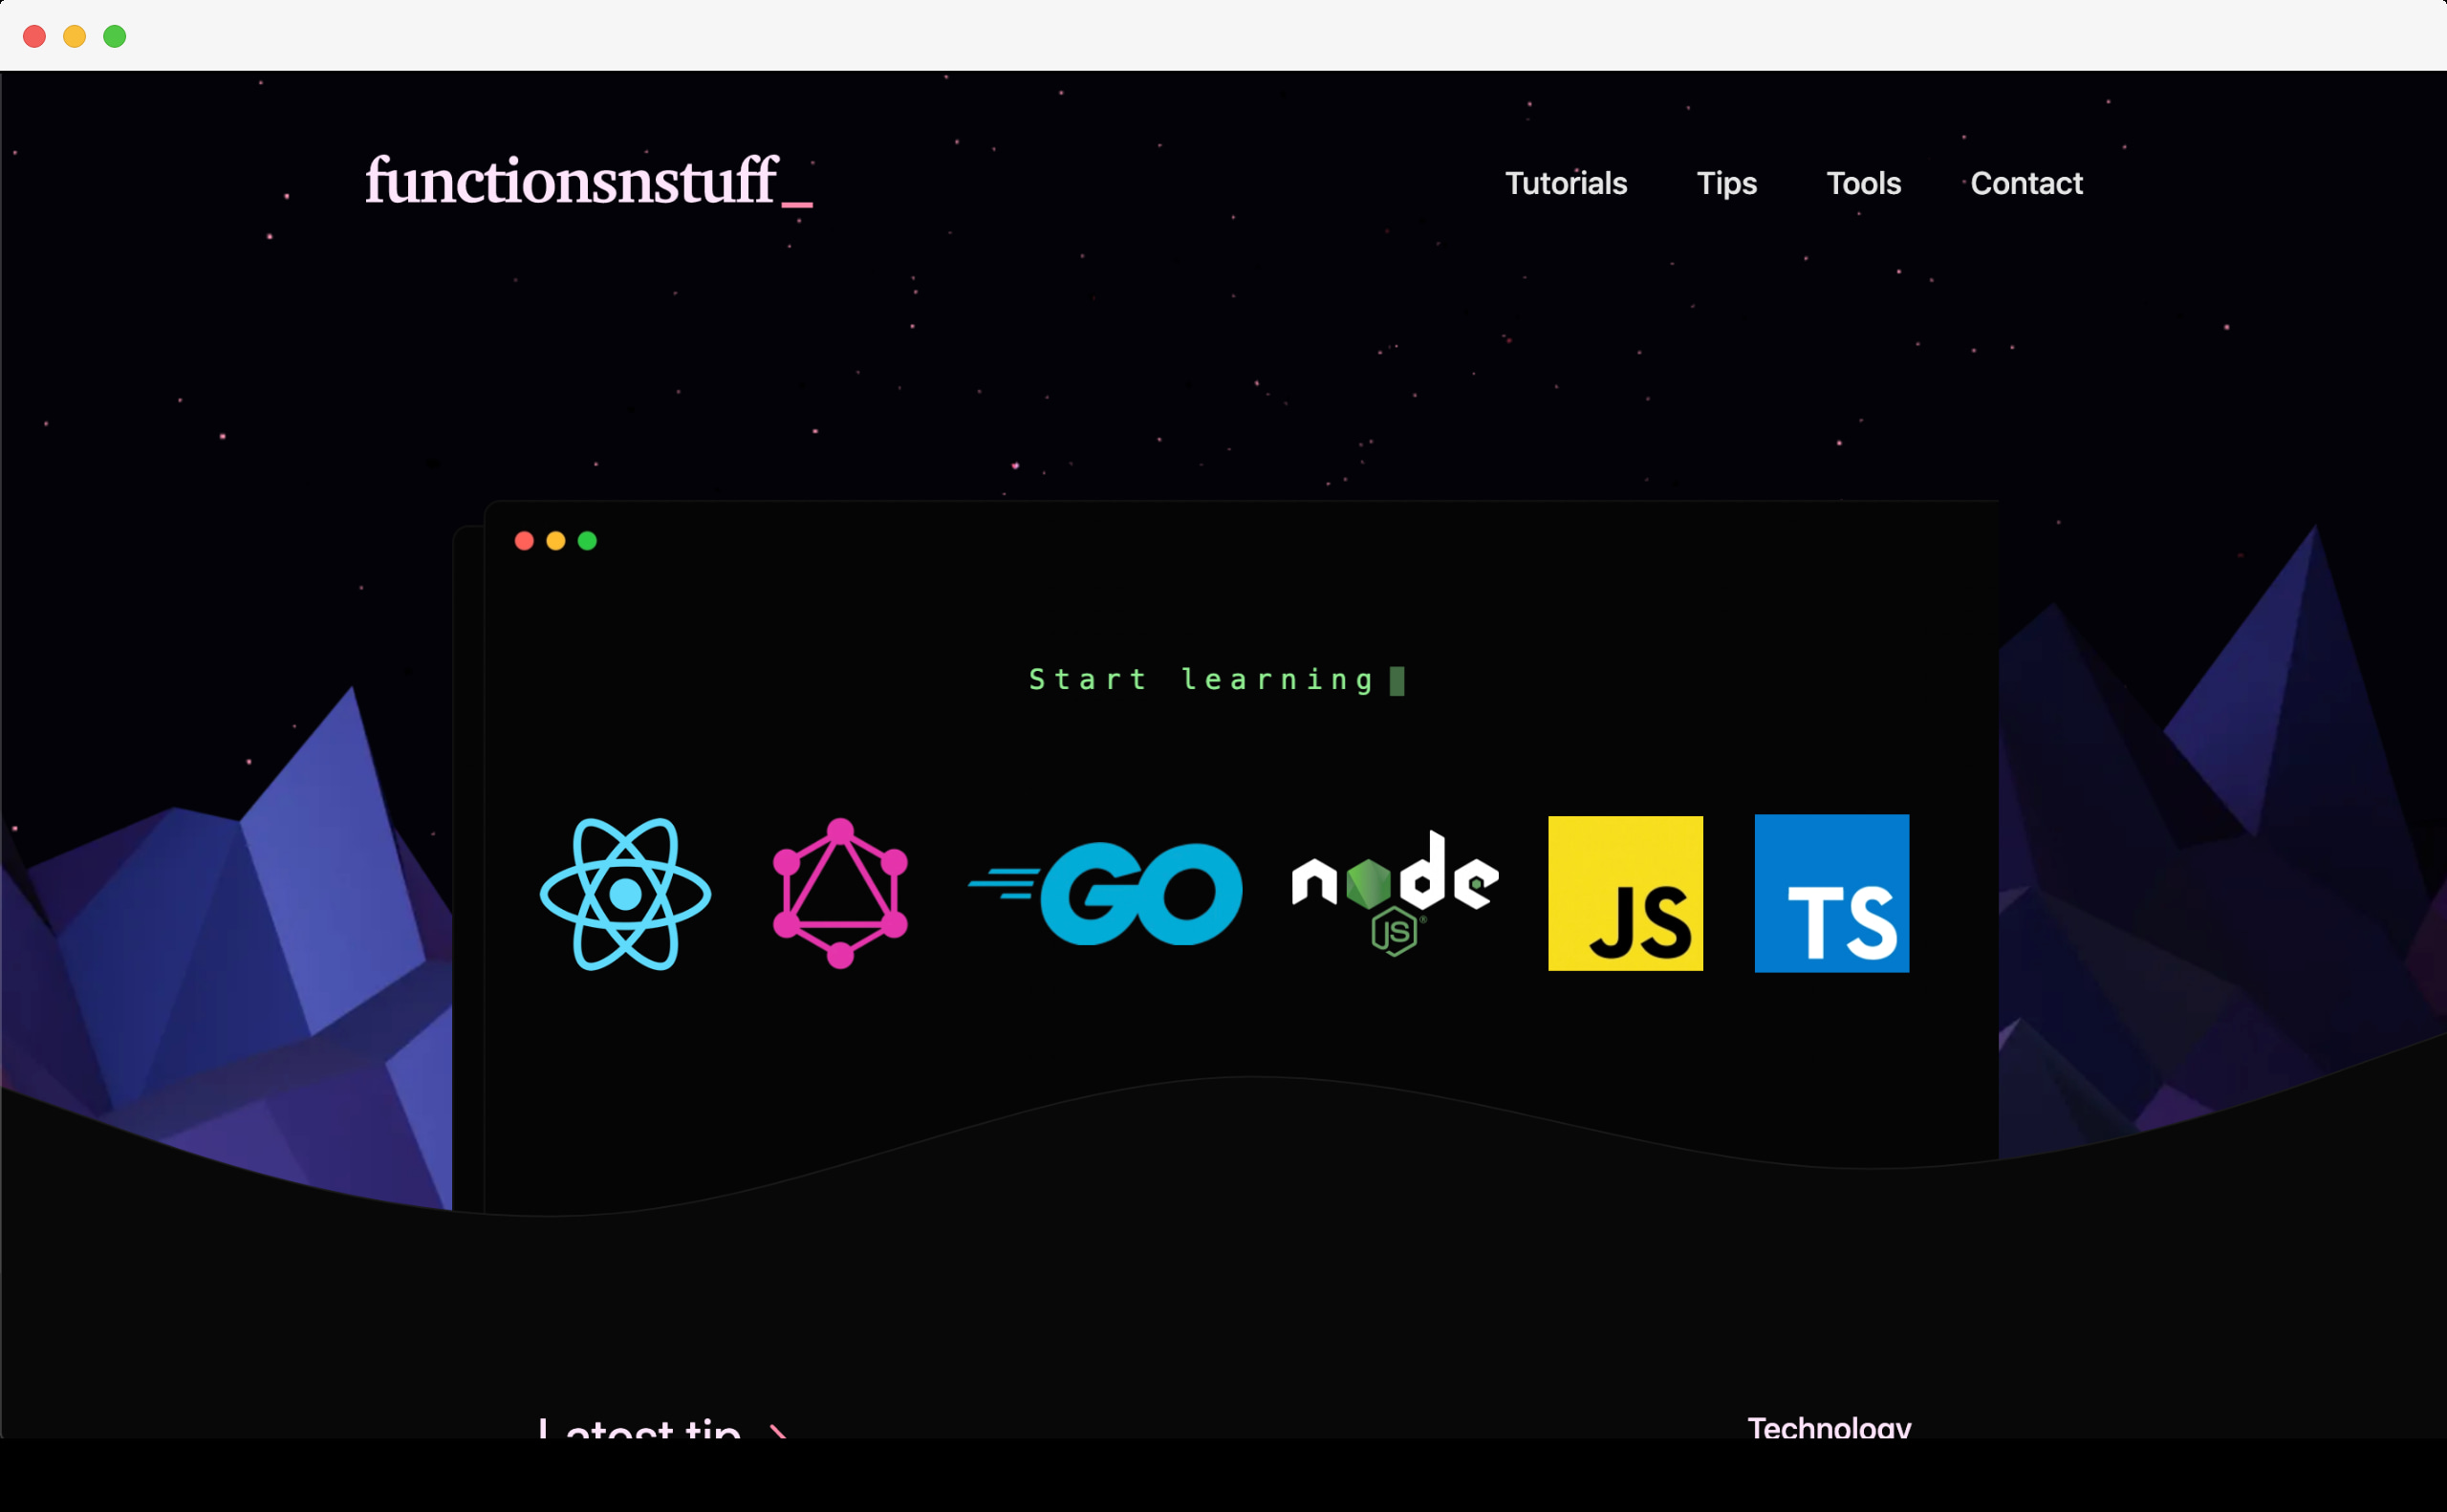 functionsnstuff_
Tutorials Tips Tools Contact
Start learning
GO
node
JS
JS
TS
Latest tip
Technology